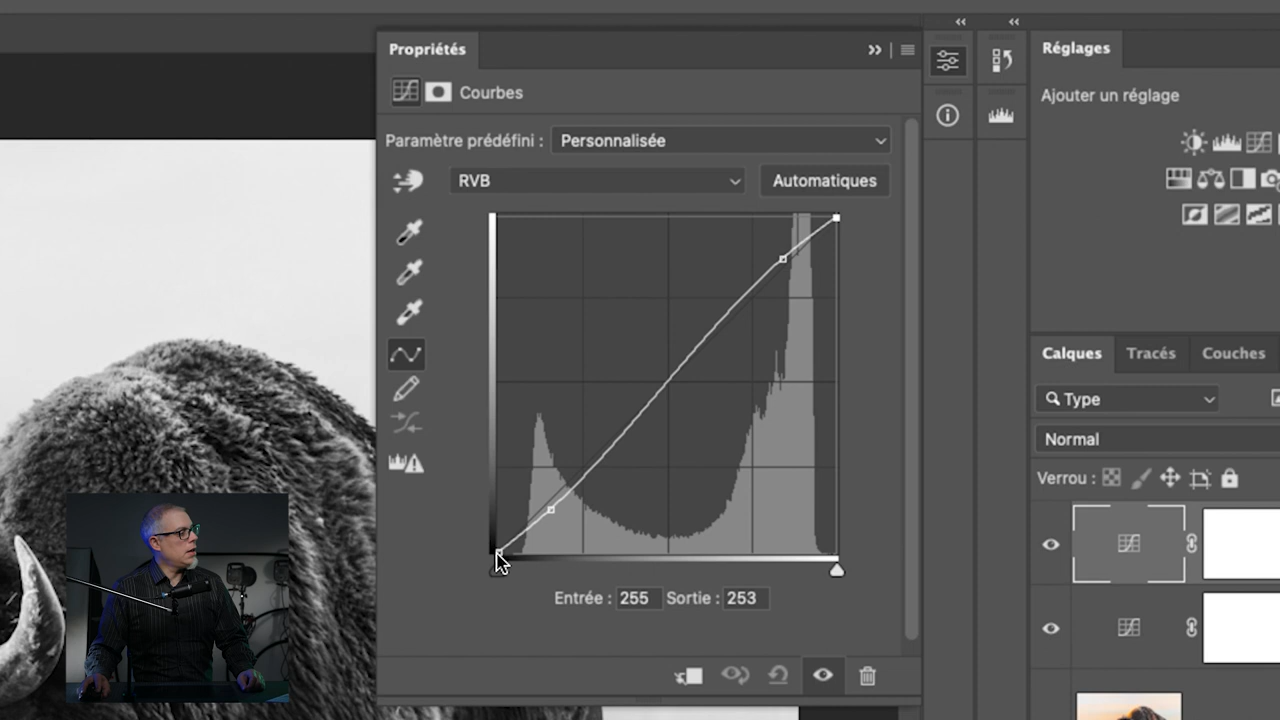 Propriétés
Courbes
Paramètre prédéfini : Personnalisée
RVB
Automatiques
Entrée : 255 Sortie : 253
Réglages
Ajouter un réglage
Calques Tracés Couches
Type
Normal
Verrou :